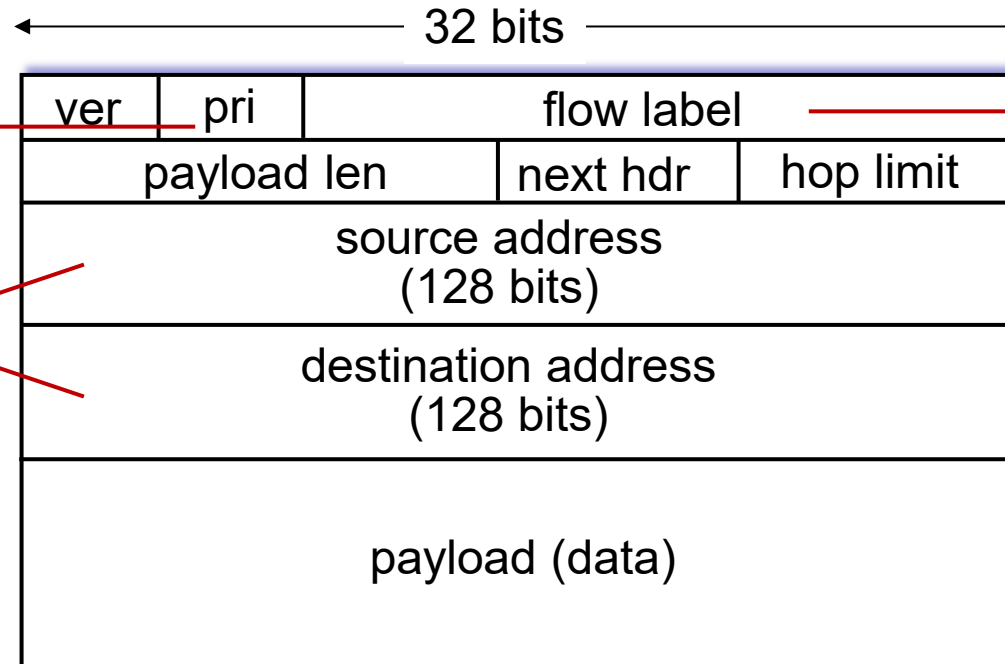 32 bits
ver pri flow label
payload len next hdr hop limit
source address
(128 bits)
destination address
(128 bits)
payload (data)